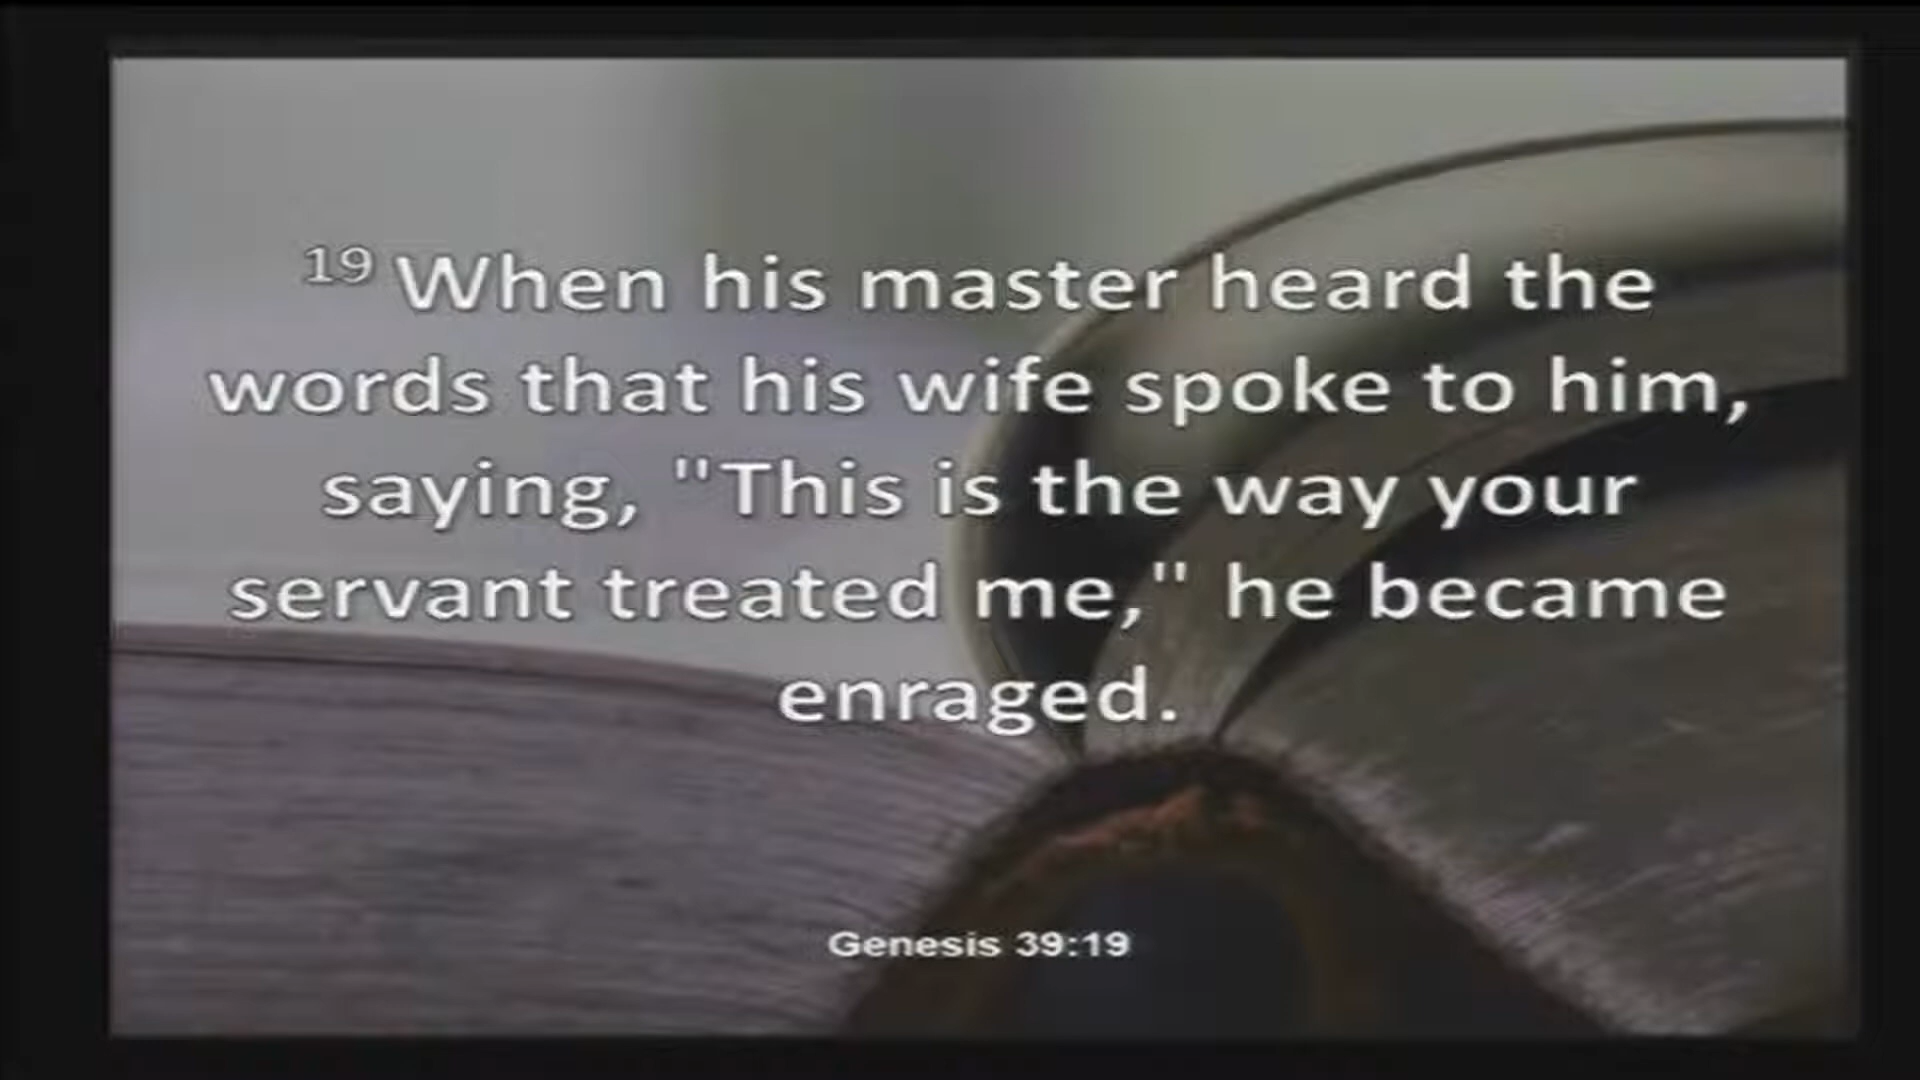 19 When his master heard the
words that his wife spoke to him,
saying, "This is the way your
servant treated me," he became
enraged.
Genesis 39:19